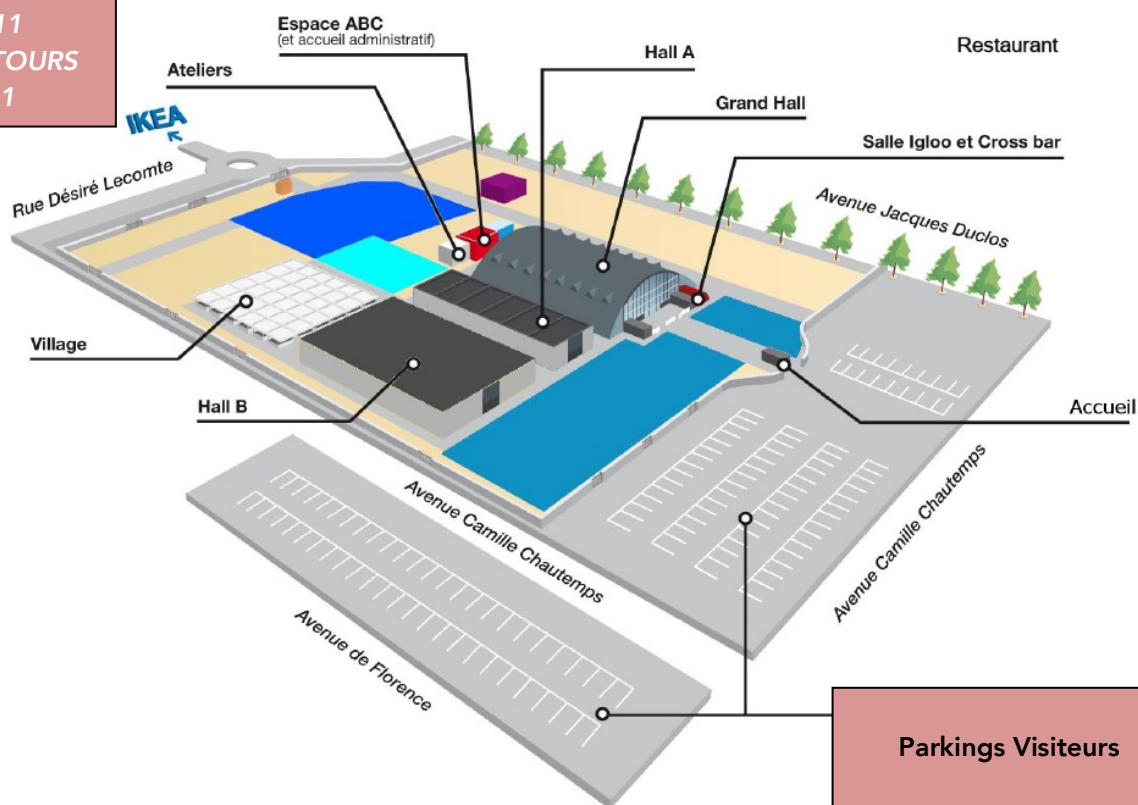 11
TOURS
1
Espace ABC
(et accueil administratif)
Ateliers
Hall A
Restaurant
Grand Hall
Salle Igloo et Cross bar
IKEA
Rue Désiré Lecomte
Avenue Jacques Duclos
Village
Hall B
Accueil
Avenue Camille Chautemps
Avenue Camille Chautemps
Avenue de Florence
Parkings Visiteurs